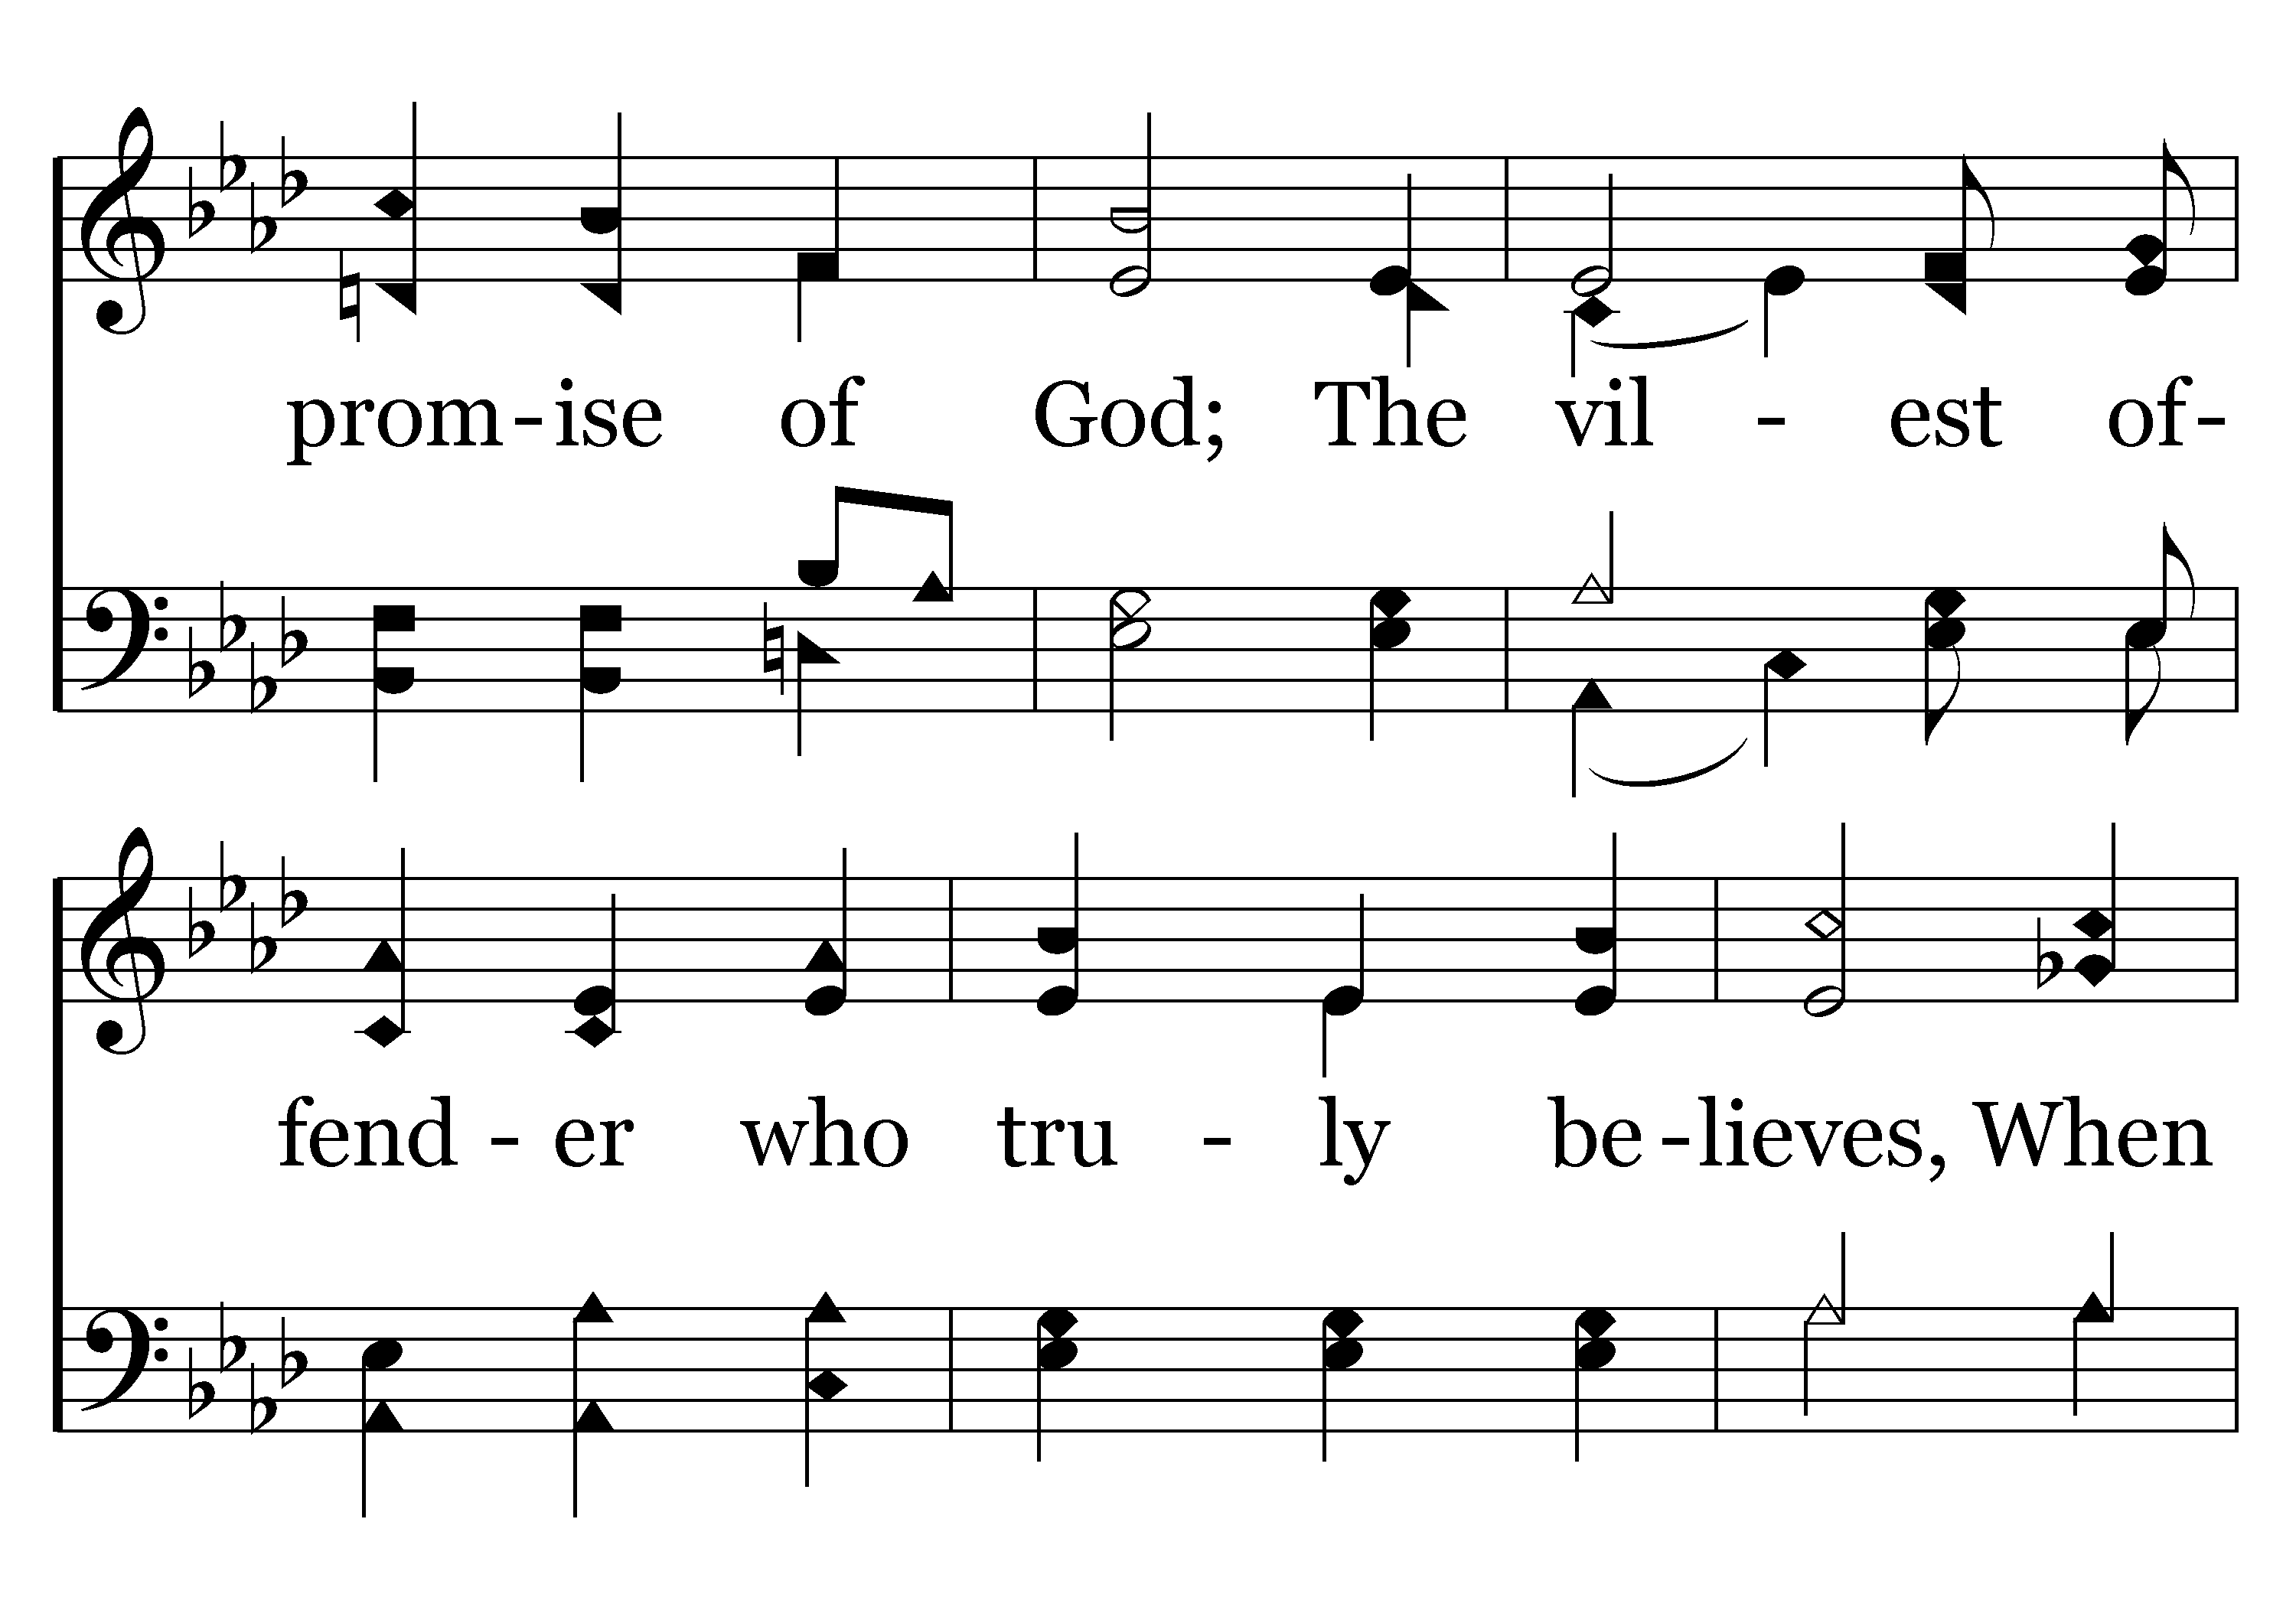 prom - ise of God; The vil - est of -
fend - er who tru - ly be - lieves, When